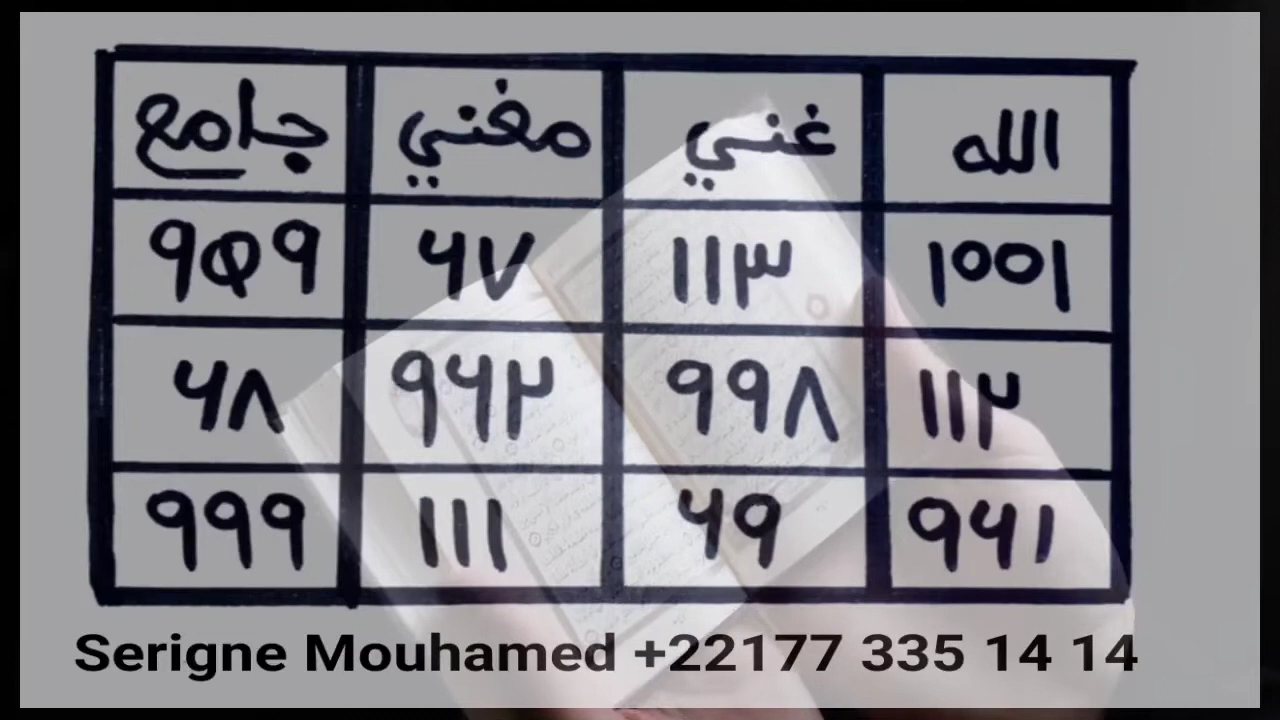 الله غني مغني جامع
١٠٠١ ١١٣ ٦٧ ٩٥٩
١١٢ ٩٩٨ ٩٦٢ ٦٨
٩٦١ ٦٩ ١١١ ٩٩٩
Serigne Mouhamed +22177 335 14 14